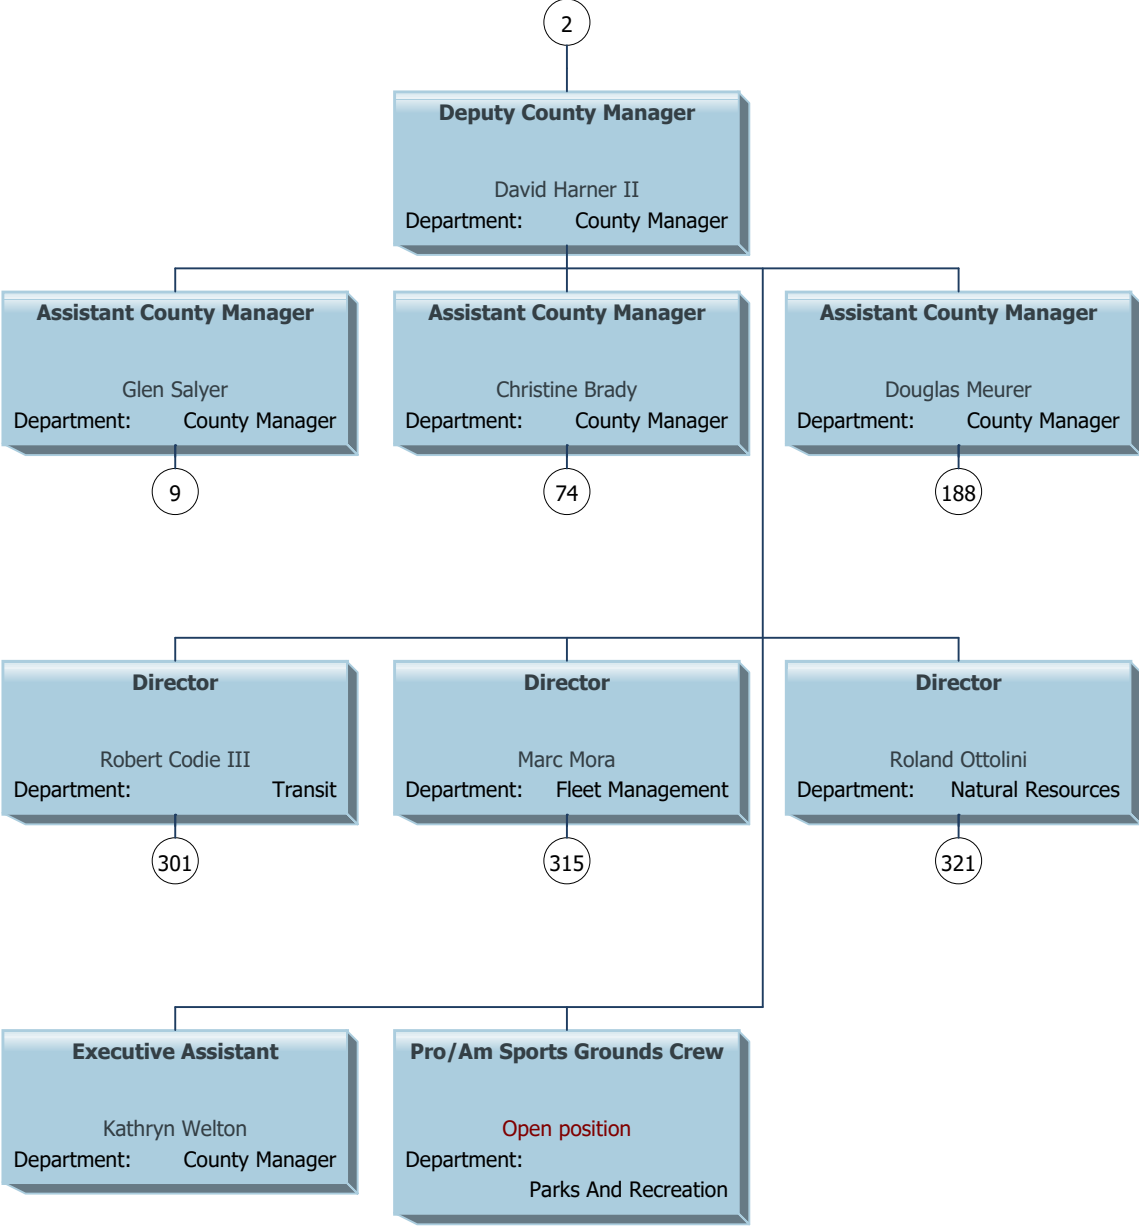 2
Deputy County Manager
David Harner II
Department: County Manager
Assistant County Manager
Glen Salyer
Department: County Manager
9
Assistant County Manager
Christine Brady
Department: County Manager
74
Assistant County Manager
Douglas Meurer
Department: County Manager
188
Director
Robert Codie III
Department: Transit
301
Director
Marc Mora
Department: Fleet Management
315
Director
Roland Ottolini
Department: Natural Resources
321
Executive Assistant
Kathryn Welton
Department: County Manager
Pro/Am Sports Grounds Crew
Open position
Department:
Parks And Recreation